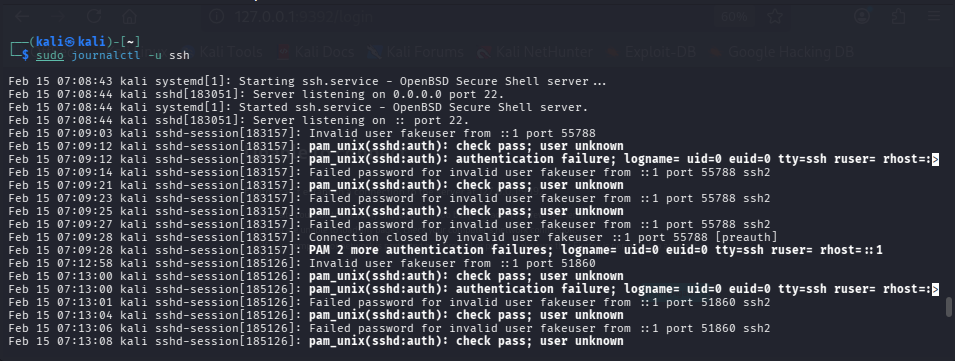 127.0.0.1:9392/login
60%
Kali Tools Kali Docs Kali Forums Kali NetHunter Exploit-DB Google Hacking DB
(kali㉿kali)-[~]
$ sudo journalctl -u ssh
Feb 15 07:08:43 kali systemd[1]: Starting ssh.service - OpenBSD Secure Shell server...
Feb 15 07:08:44 kali sshd[183051]: Server listening on 0.0.0.0 port 22.
Feb 15 07:08:44 kali systemd[1]: Started ssh.service - OpenBSD Secure Shell server.
Feb 15 07:08:44 kali sshd[183051]: Server listening on :: port 22.
Feb 15 07:09:03 kali sshd-session[183157]: Invalid user fakeuser from ::1 port 55788
Feb 15 07:09:12 kali sshd-session[183157]: pam_unix(sshd:auth): check pass; user unknown
Feb 15 07:09:12 kali sshd-session[183157]: pam_unix(sshd:auth): authentication failure; logname= uid=0 euid=0 tty=ssh ruser= rhost=:>
Feb 15 07:09:14 kali sshd-session[183157]: Failed password for invalid user fakeuser from ::1 port 55788 ssh2
Feb 15 07:09:21 kali sshd-session[183157]: pam_unix(sshd:auth): check pass; user unknown
Feb 15 07:09:23 kali sshd-session[183157]: Failed password for invalid user fakeuser from ::1 port 55788 ssh2
Feb 15 07:09:25 kali sshd-session[183157]: pam_unix(sshd:auth): check pass; user unknown
Feb 15 07:09:27 kali sshd-session[183157]: Failed password for invalid user fakeuser from ::1 port 55788 ssh2
Feb 15 07:09:28 kali sshd-session[183157]: Connection closed by invalid user fakeuser ::1 port 55788 [preauth]
Feb 15 07:09:28 kali sshd-session[183157]: PAM 2 more authentication failures; logname= uid=0 euid=0 tty=ssh ruser= rhost=::1
Feb 15 07:12:58 kali sshd-session[185126]: Invalid user fakeuser from ::1 port 51860
Feb 15 07:13:00 kali sshd-session[185126]: pam_unix(sshd:auth): check pass; user unknown
Feb 15 07:13:00 kali sshd-session[185126]: pam_unix(sshd:auth): authentication failure; logname= uid=0 euid=0 tty=ssh ruser= rhost=:>
Feb 15 07:13:01 kali sshd-session[185126]: Failed password for invalid user fakeuser from ::1 port 51860 ssh2
Feb 15 07:13:04 kali sshd-session[185126]: pam_unix(sshd:auth): check pass; user unknown
Feb 15 07:13:06 kali sshd-session[185126]: Failed password for invalid user fakeuser from ::1 port 51860 ssh2
Feb 15 07:13:08 kali sshd-session[185126]: pam_unix(sshd:auth): check pass; user unknown